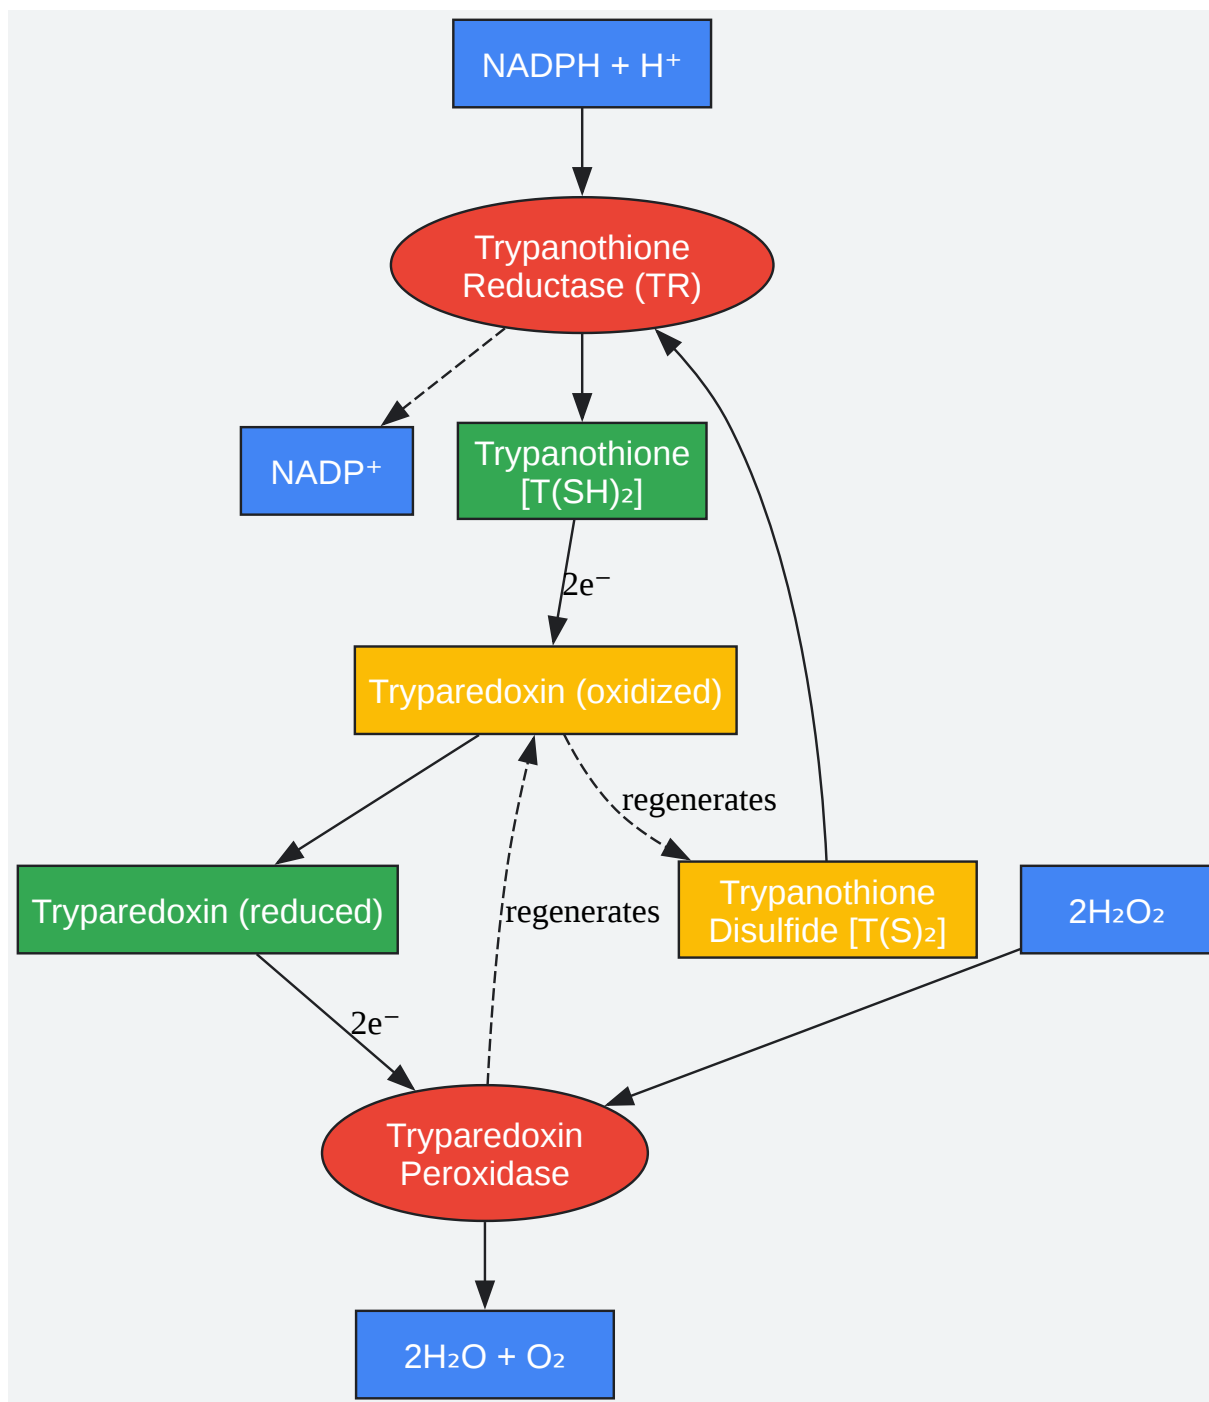 NADPH + H⁺
Trypanothione
Reductase (TR)
NADP⁺
Trypanothione
[T(SH)₂]
2e⁻
Tryparedoxin (oxidized)
regenerates
Tryparedoxin (reduced)
regenerates
Trypanothione
Disulfide [T(S)₂]
2H₂O₂
2e⁻
Tryparedoxin
Peroxidase
2H₂O + O₂